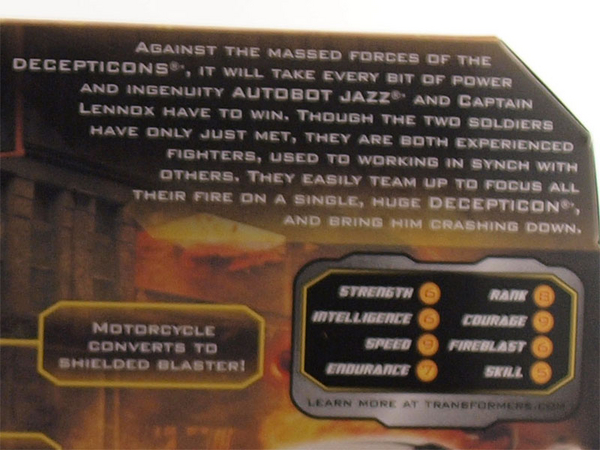 AGAINST THE MASSED FORCES OF THE
DECEPTICONS®, IT WILL TAKE EVERY BIT OF POWER
AND INGENUITY AUTOBOT JAZZ® AND CAPTAIN
LENNOX HAVE TO WIN. THOUGH THE TWO SOLDIERS
HAVE ONLY JUST MET, THEY ARE BOTH EXPERIENCED
FIGHTERS, USED TO WORKING IN SYNCH WITH
OTHERS. THEY EASILY TEAM UP TO FOCUS ALL
THEIR FIRE ON A SINGLE, HUGE DECEPTICON®,
AND BRING HIM CRASHING DOWN.
MOTORCYCLE
CONVERTS TO
SHIELDED BLASTER!
STRENGTH 6 RANK 8
INTELLIGENCE 6 COURAGE 9
SPEED 9 FIREBLAST 6
ENDURANCE 7 SKILL 5
LEARN MORE AT TRANSFORMERS.COM